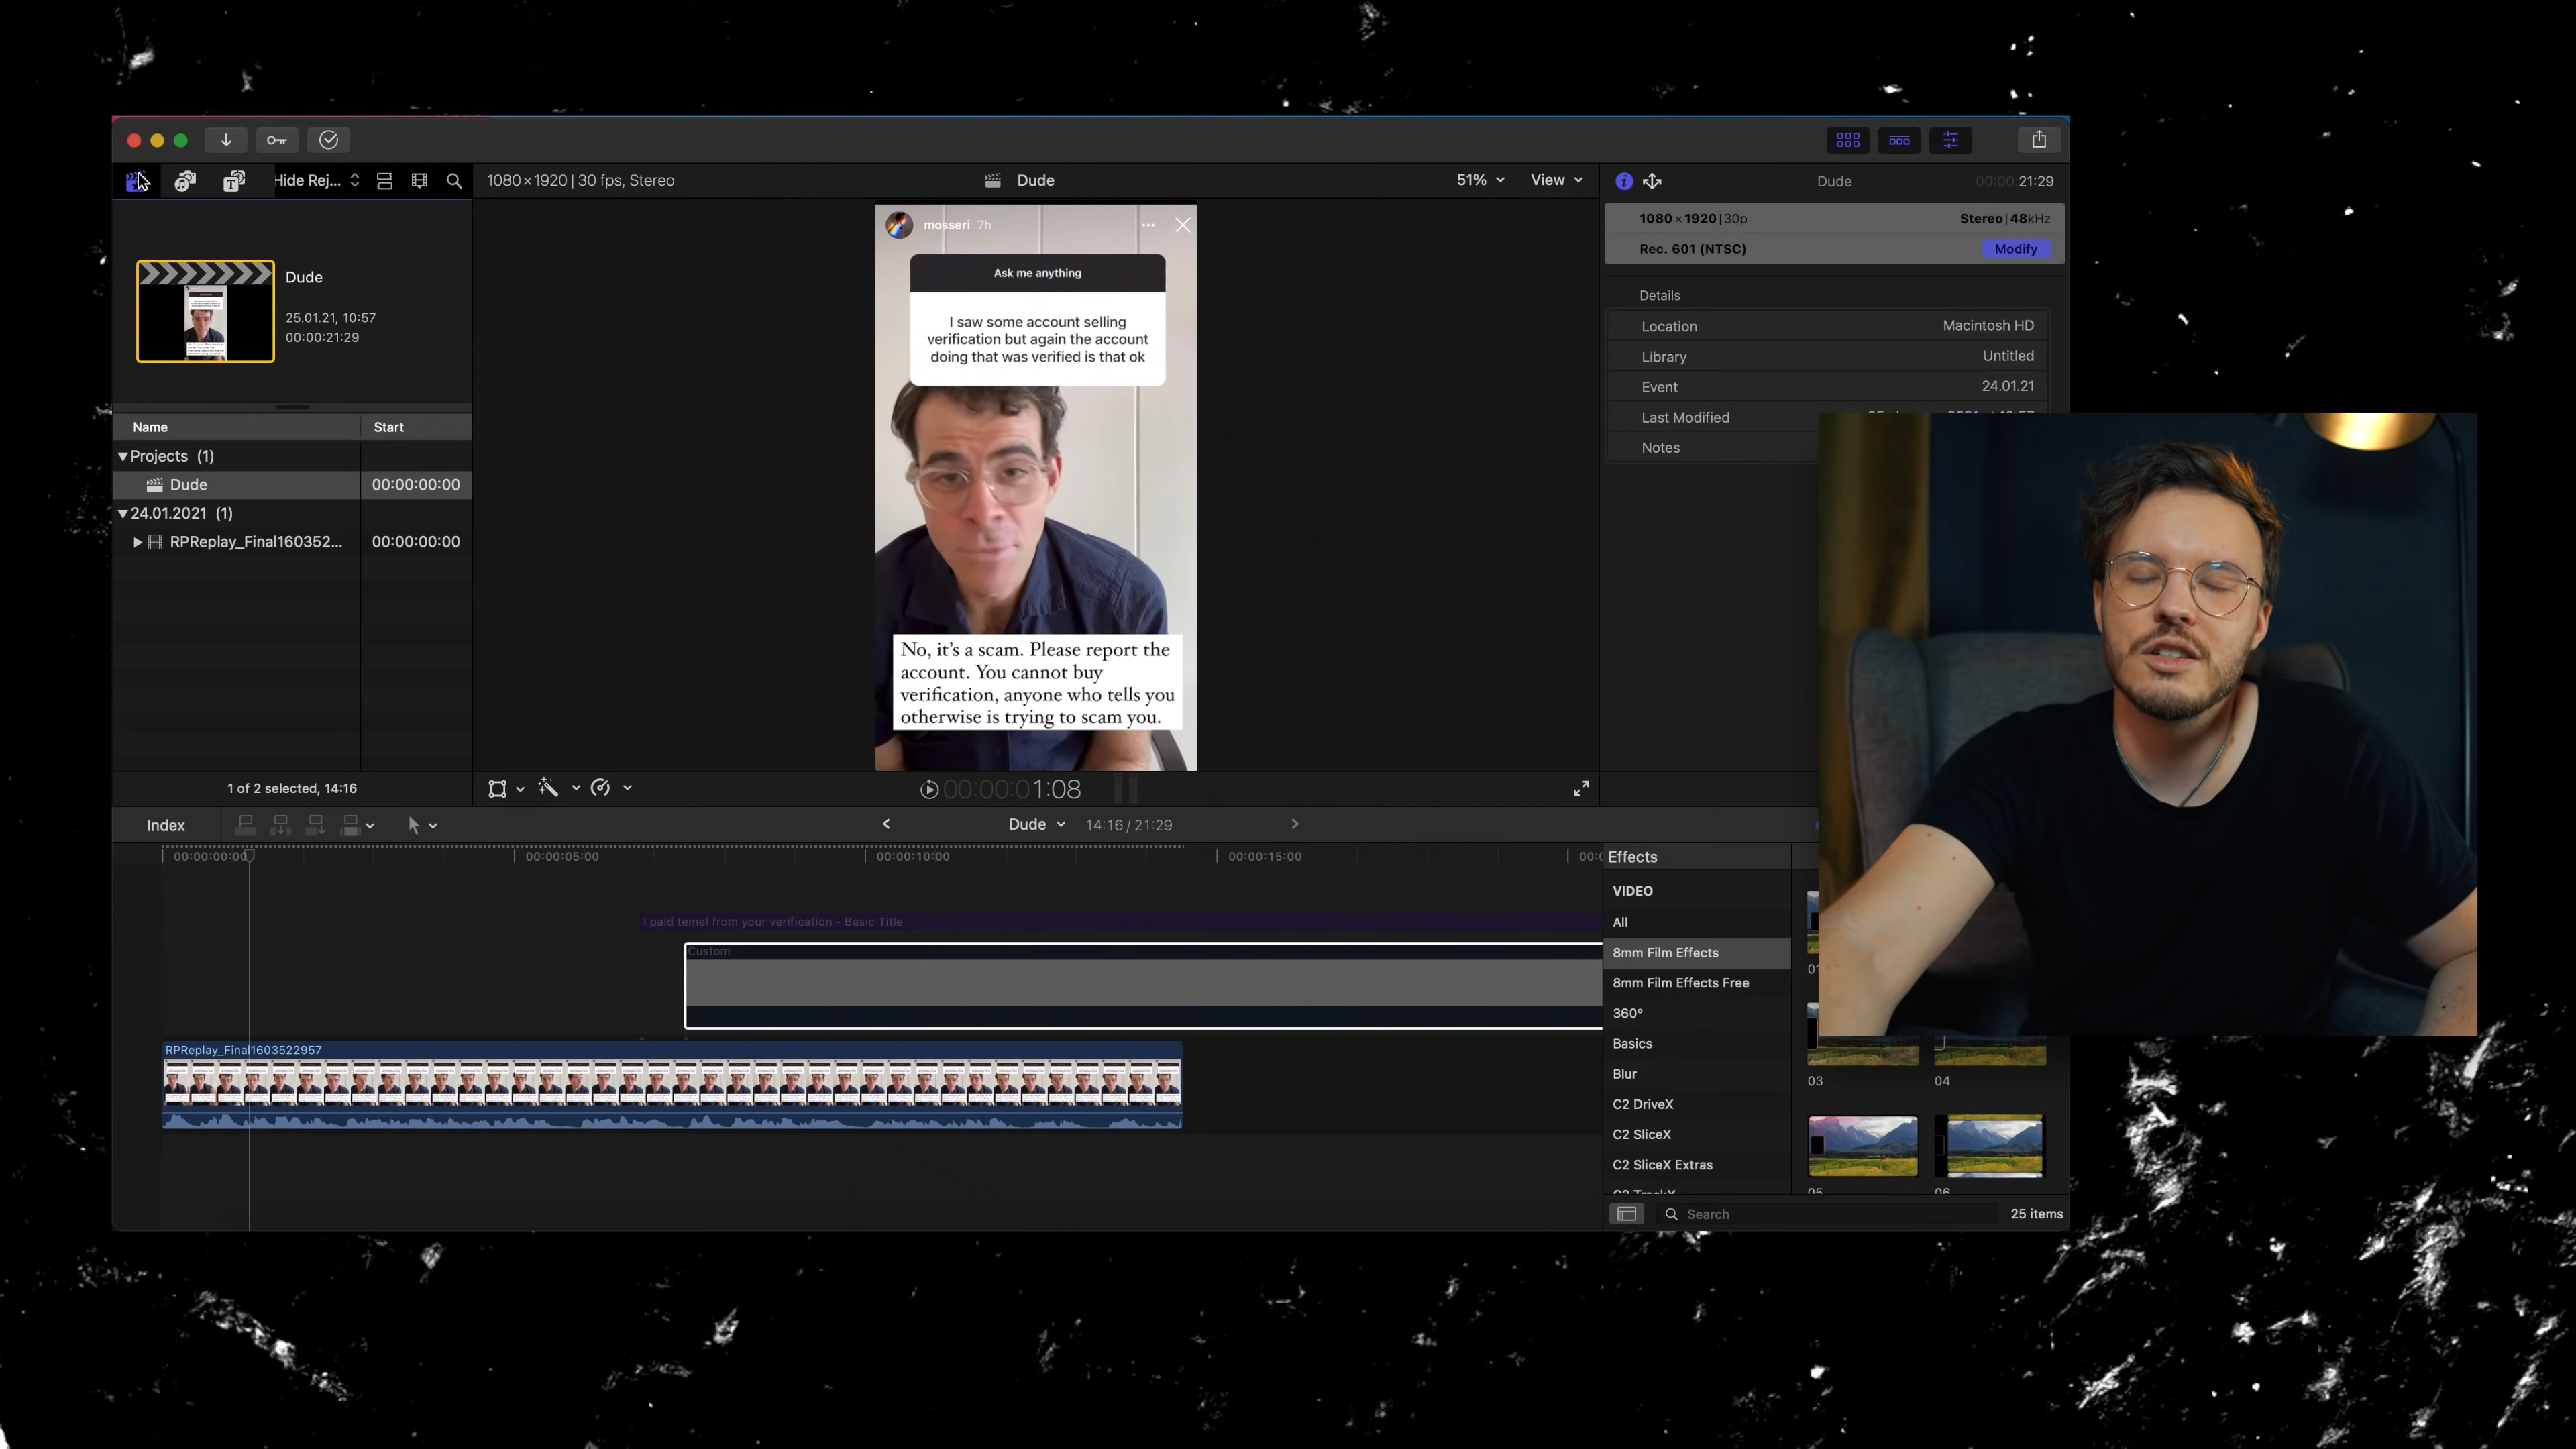 Hide Rej...
1080×1920 | 30 fps, Stereo
Dude
51%
View
Dude
00:00:21:29
1080×1920 | 30p
Stereo | 48kHz
Rec. 601 (NTSC)
Modify
Dude
25.01.21, 10:57
00:00:21:29
mosseri 7h
Ask me anything
I saw some account selling
verification but again the account
doing that was verified is that ok
No, it's a scam. Please report the
account. You cannot buy
verification, anyone who tells you
otherwise is trying to scam you.
Details
Location Macintosh HD
Library Untitled
Event 24.01.21
Last Modified
Notes
Name Start
Projects (1)
Dude 00:00:00:00
24.01.2021 (1)
RPReplay_Final160352... 00:00:00:00
1 of 2 selected, 14:16
00:00:01:08
Index
Dude
14:16 / 21:29
00:00:00:00
00:00:05:00
00:00:10:00
00:00:15:00
I paid temel from your verification - Basic Title
Custom
RPReplay_Final1603522957
Effects
VIDEO
All
8mm Film Effects
8mm Film Effects Free
360°
Basics
Blur
C2 DriveX
C2 SliceX
C2 SliceX Extras
C2 TrackX
03
04
05
06
Search
25 items